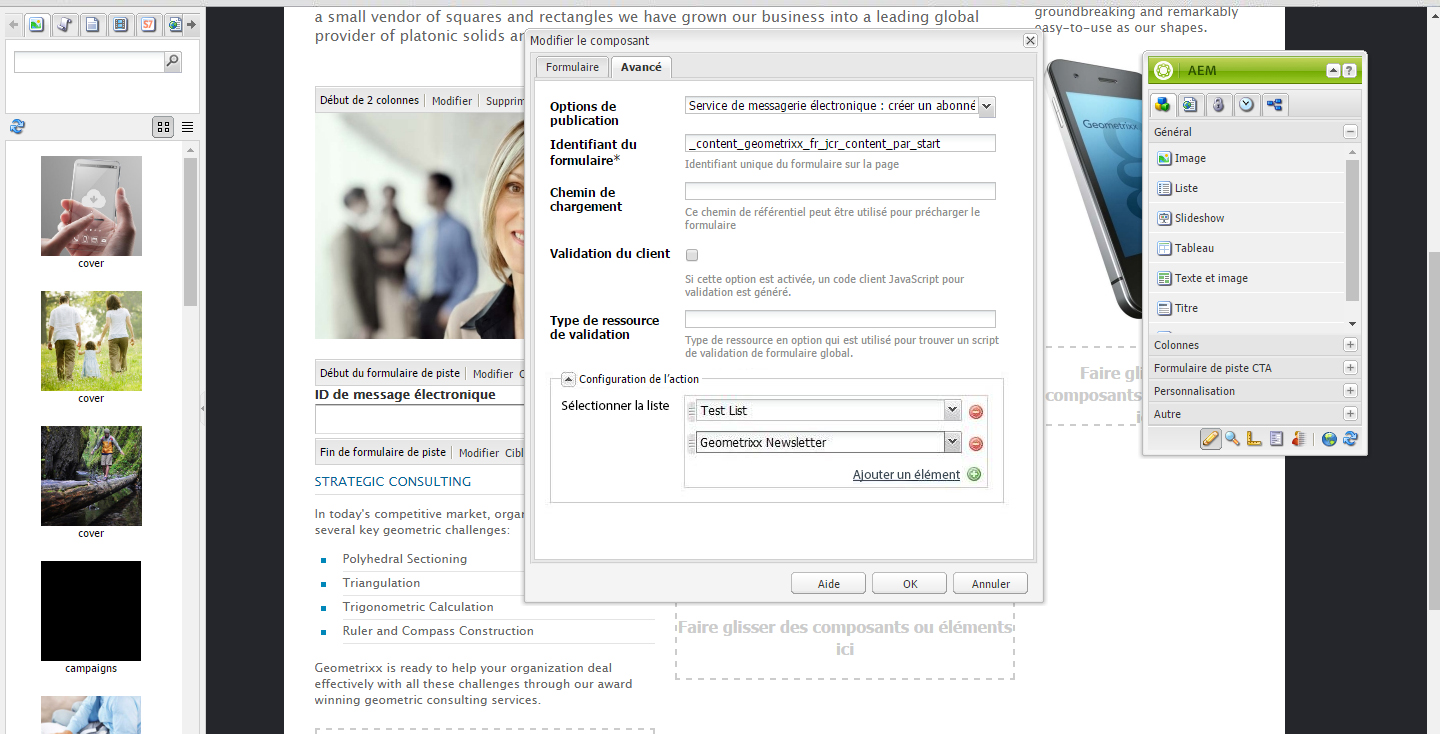 a small vendor of squares and rectangles we have grown our business into a leading global
provider of platonic solids
groundbreaking and remarkably
easy-to-use as our shapes.
cover
cover
cover
campaigns
Début de 2 colonnes
Modifier
Supprim
Début du formulaire de piste
Modifier
ID de message électronique
Fin de formulaire de piste
Modifier
Cibl
STRATEGIC CONSULTING
In today's competitive market,
several key geometric challenges:
Polyhedral Sectioning
Triangulation
Trigonometric Calculation
Ruler and Compass Construction
Geometrixx is ready to help your organization deal
effectively with all these challenges through our award
winning geometric consulting services.
Modifier le composant
Formulaire
Avancé
Options de
publication
Service de messagerie électronique : créer un abonné
Identifiant du
formulaire*
_content_geometrixx_fr_jcr_content_par_start
Identifiant unique du formulaire sur la page
Chemin de
chargement
Ce chemin de référentiel peut être utilisé pour précharger le
formulaire
Validation du client
Si cette option est activée, un code client JavaScript pour
validation est généré.
Type de ressource
de validation
Type de ressource en option qui est utilisé pour trouver un script
de validation de formulaire global.
Configuration de l'action
Sélectionner la liste
Test List
Geometrixx Newsletter
Ajouter un élément
Aide
OK
Annuler
Faire glisser des composants ou éléments
ici
Geometrixx
Faire gli
composants
AEM
Général
Image
Liste
Slideshow
Tableau
Texte et image
Titre
Colonnes
Formulaire de piste CTA
Personnalisation
Autre